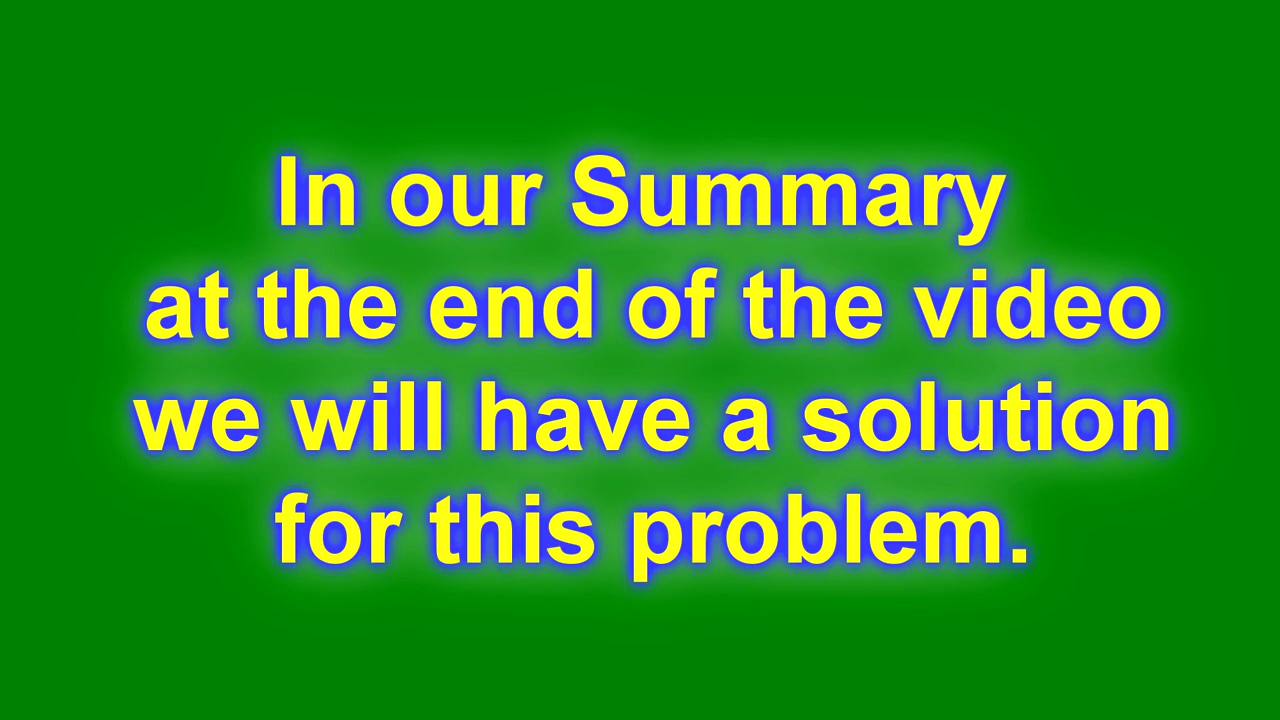 In our Summary
at the end of the video
we will have a solution
for this problem.